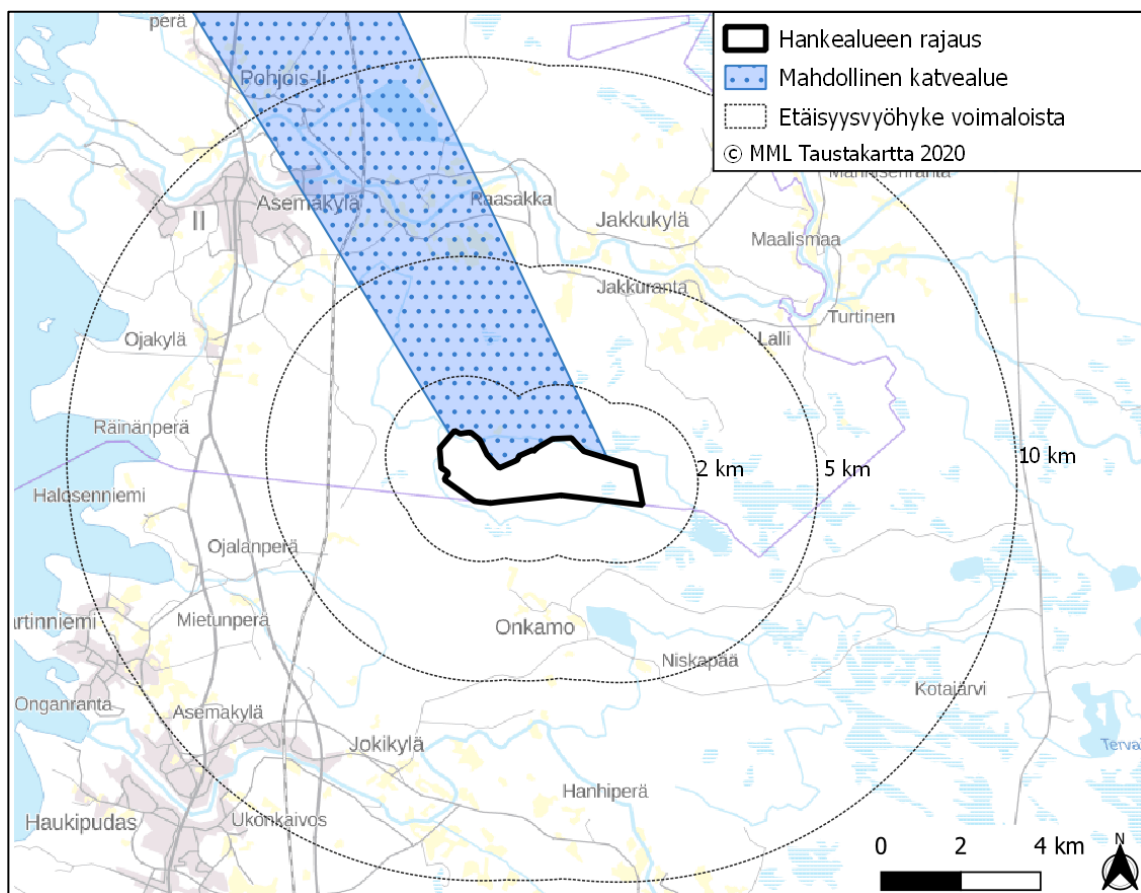 perä
Pohjois-Ii
Hankealueen rajaus
Mahdollinen katvealue
Etäisyysvyöhyke voimaloista
© MML Taustakartta 2020
Asemakylä
II
Raasakka
Jakkukylä
Maalismaa
Jakkuranta
Turtinen
Lalli
Ojakylä
Räinänperä
2 km
5 km
10 km
Halosenniemi
Ojalanperä
Mietunperä
Onkamo
Niskapää
Kotajärvi
Onganranta
Asemakylä
Jokikylä
Hanhiperä
Haukipudas
Ukonkaivos
0 2 4 km
N